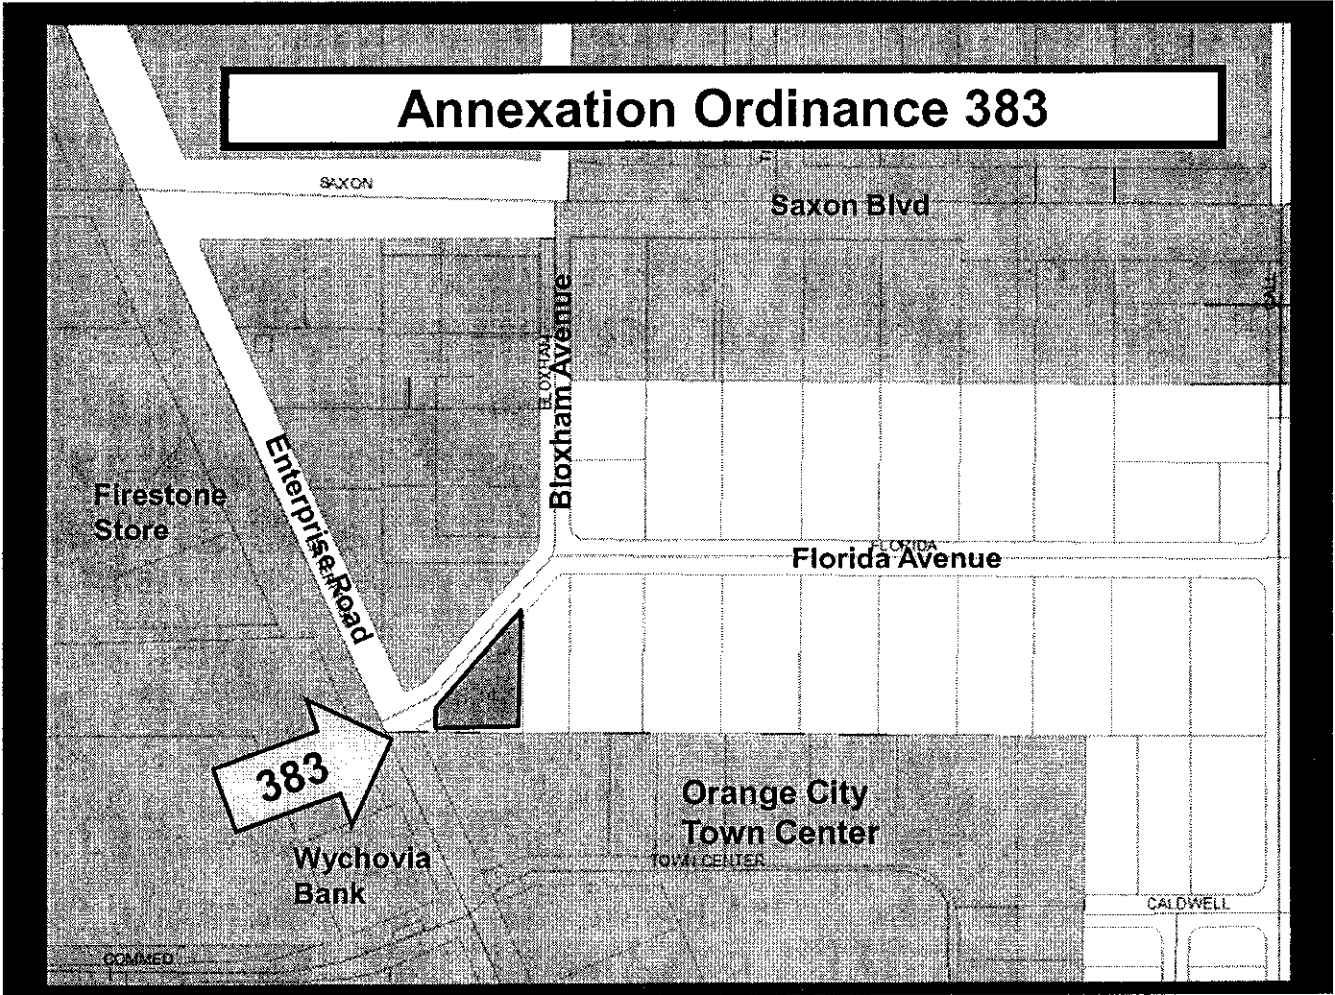 Annexation Ordinance 383
SAXON
Saxon Blvd
BLOXHAM
Bloxham Avenue
Enterprise Road
Firestone
Store
FLORIDA
Florida Avenue
383
Orange City
Town Center
TOWN CENTER
Wychovia
Bank
CALDWELL
COMMED